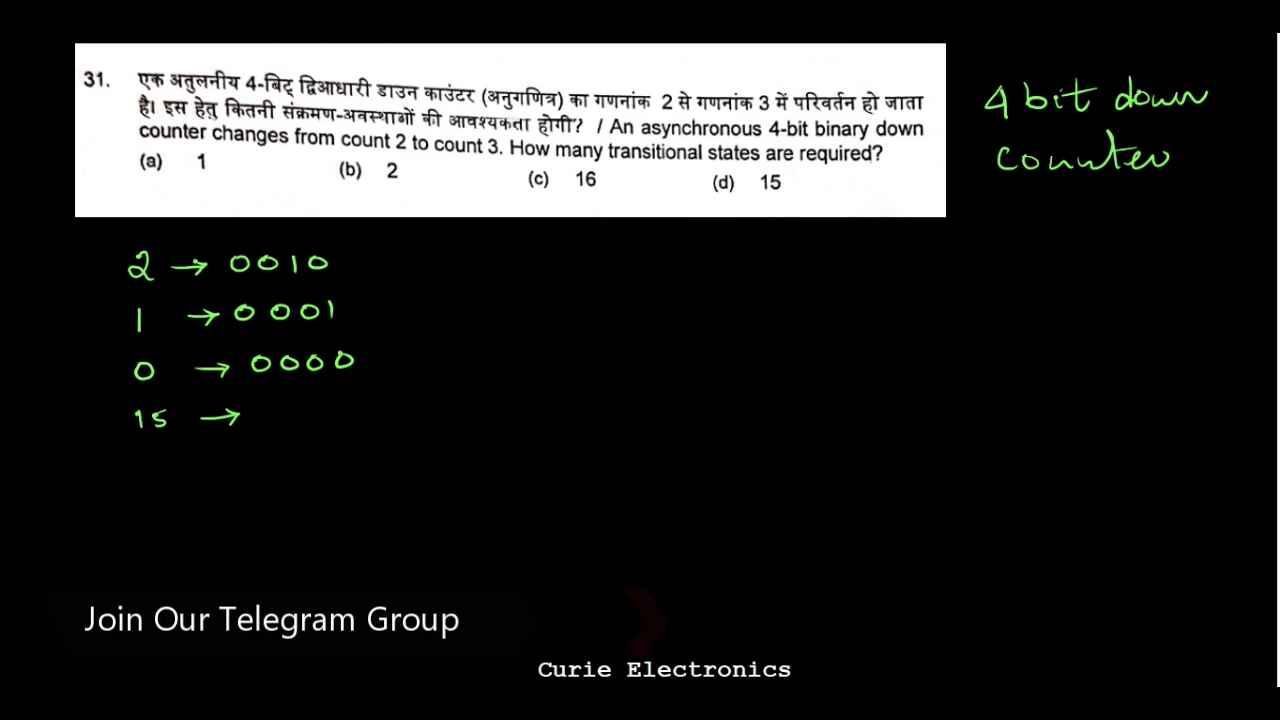 31. एक अतुलनीय 4-बिट् द्विआधारी डाउन काउंटर (अनुगणित्र) का गणनांक 2 से गणनांक 3 में परिवर्तन हो जाता
है। इस हेतु कितनी संक्रमण-अवस्थाओं की आवश्यकता होगी? / An asynchronous 4-bit binary down
counter changes from count 2 to count 3. How many transitional states are required?
(a) 1 (b) 2 (c) 16 (d) 15
4 bit down
counter
2 → 0010
1 → 0001
0 → 0000
15 →
Join Our Telegram Group
Curie Electronics